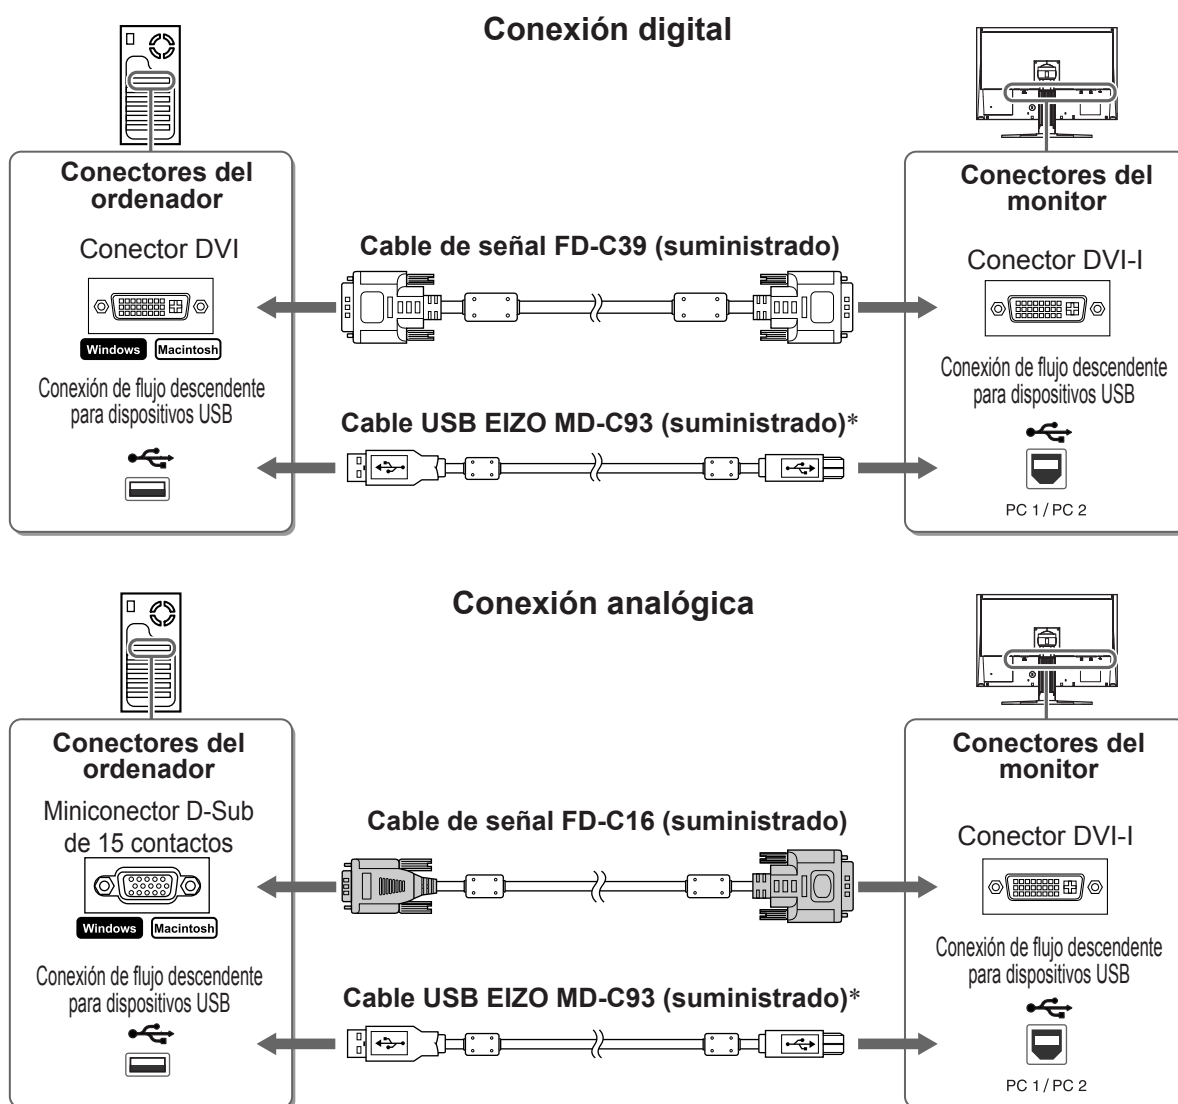 Conexión digital
Conectores del
ordenador
Conector DVI
Windows Macintosh
Conexión de flujo descendente
para dispositivos USB
Cable de señal FD-C39 (suministrado)
Cable USB EIZO MD-C93 (suministrado)*
Conectores del
monitor
Conector DVI-I
Conexión de flujo descendente
para dispositivos USB
PC 1 / PC 2
Conexión analógica
Conectores del
ordenador
Miniconector D-Sub
de 15 contactos
Windows Macintosh
Conexión de flujo descendente
para dispositivos USB
Cable de señal FD-C16 (suministrado)
Cable USB EIZO MD-C93 (suministrado)*
Conectores del
monitor
Conector DVI-I
Conexión de flujo descendente
para dispositivos USB
PC 1 / PC 2